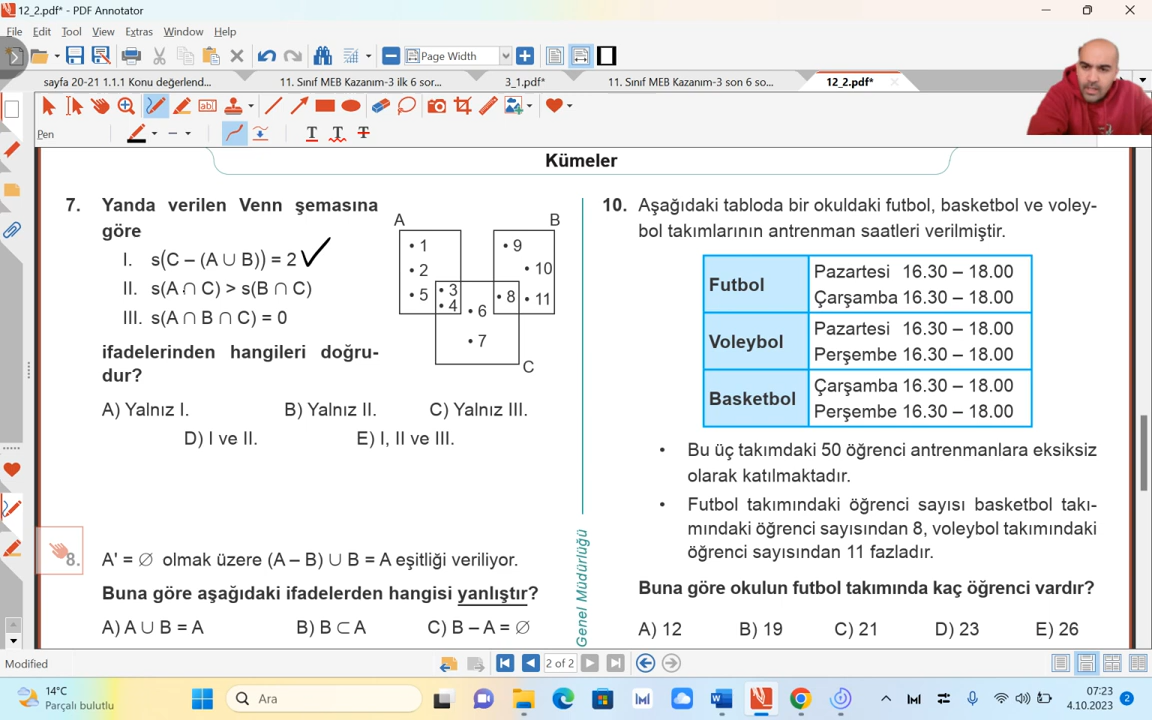 12_2.pdf* - PDF Annotator
File Edit Tool View Extras Window Help
Page Width
sayfa 20-21 1.1.1 Konu değerlend...
11. Sınıf MEB Kazanım-3 ilk 6 sor...
3_1.pdf*
11. Sınıf MEB Kazanım-3 son 6 so...
12_2.pdf*
Pen
Kümeler
7. Yanda verilen Venn şemasına
göre
I. s(C – (A ∪ B)) = 2
II. s(A ∩ C) > s(B ∩ C)
III. s(A ∩ B ∩ C) = 0
ifadelerinden hangileri doğru-
dur?
A) Yalnız I. B) Yalnız II. C) Yalnız III.
D) I ve II. E) I, II ve III.
A B
• 1 • 9
• 2 • 10
• 5 • 3 • 8 • 11
• 4 • 6
• 7
C
8. A' = ∅ olmak üzere (A – B) ∪ B = A eşitliği veriliyor.
Buna göre aşağıdaki ifadelerden hangisi yanlıştır?
A) A ∪ B = A B) B ⊂ A C) B – A = ∅
Genel Müdürlüğü
10. Aşağıdaki tabloda bir okuldaki futbol, basketbol ve voley-
bol takımlarının antrenman saatleri verilmiştir.
Futbol
Pazartesi 16.30 – 18.00
Çarşamba 16.30 – 18.00
Voleybol
Pazartesi 16.30 – 18.00
Perşembe 16.30 – 18.00
Basketbol
Çarşamba 16.30 – 18.00
Perşembe 16.30 – 18.00
• Bu üç takımdaki 50 öğrenci antrenmanlara eksiksiz
olarak katılmaktadır.
• Futbol takımındaki öğrenci sayısı basketbol takı-
mındaki öğrenci sayısından 8, voleybol takımındaki
öğrenci sayısından 11 fazladır.
Buna göre okulun futbol takımında kaç öğrenci vardır?
A) 12 B) 19 C) 21 D) 23 E) 26
Modified
2 of 2
14°C
Parçalı bulutlu
Ara
07:23
4.10.2023
2